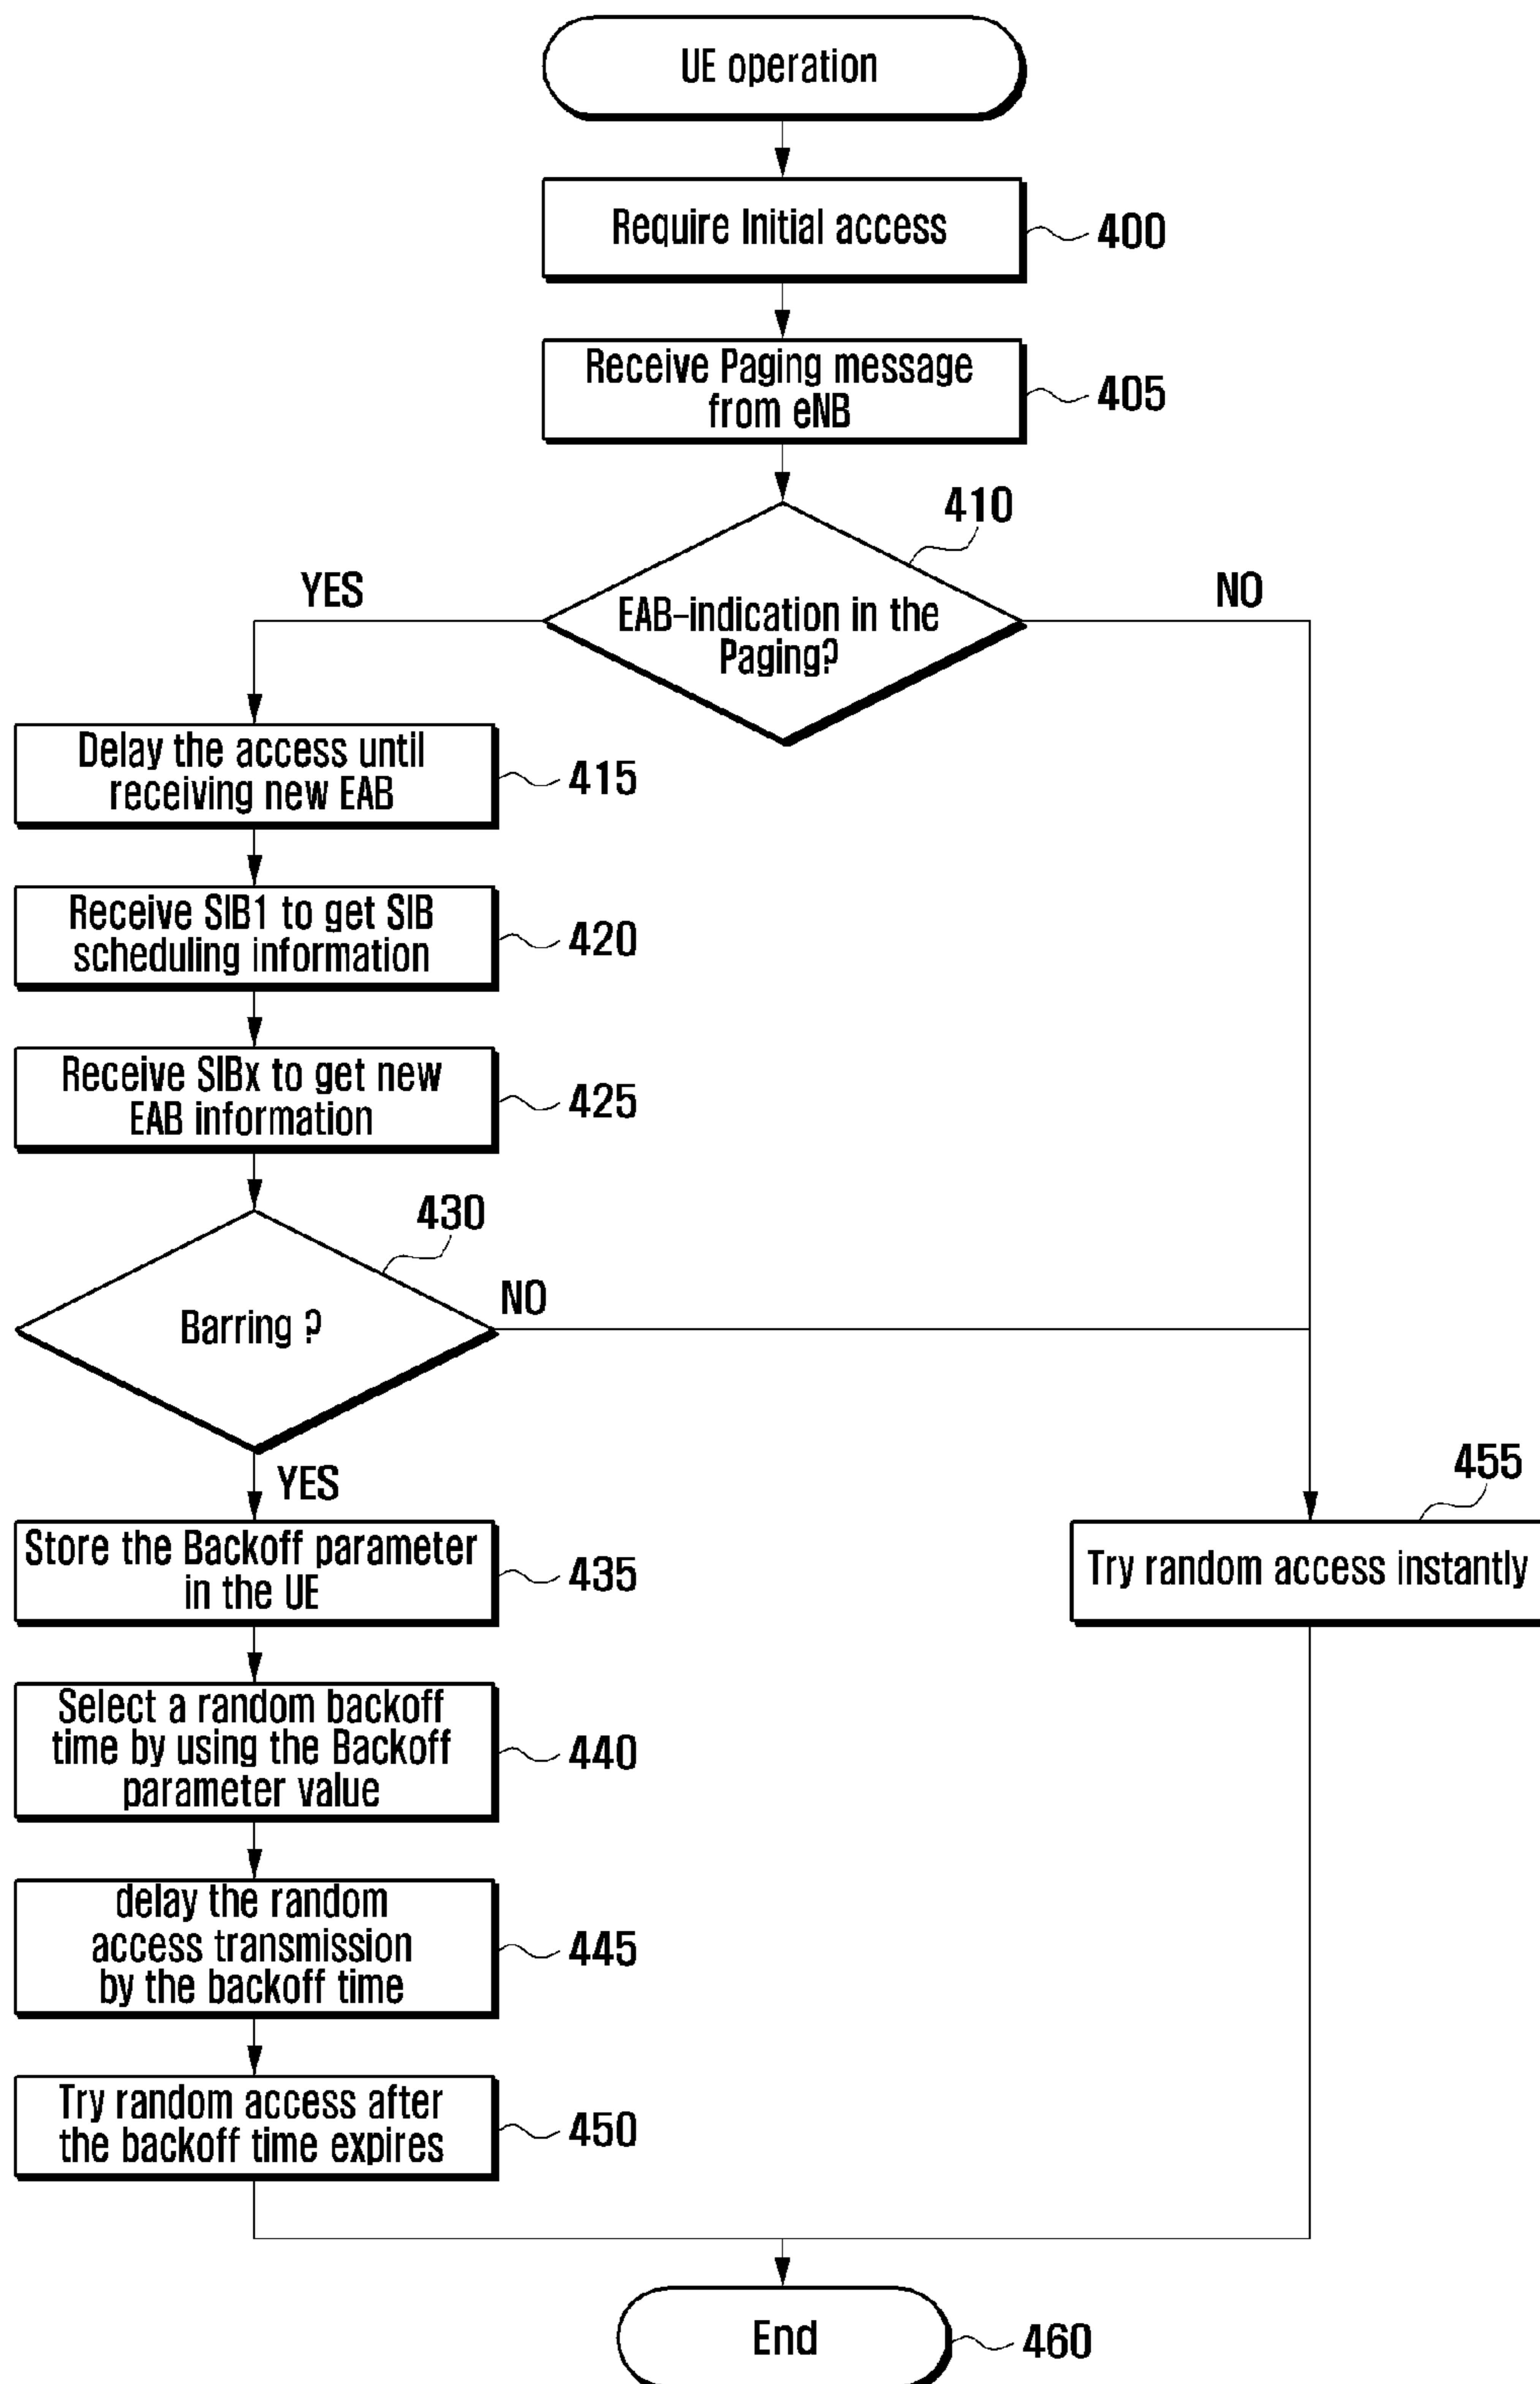 UE operation
Require Initial access
400
Receive Paging message
from eNB
405
410
YES
NO
EAB-indication in the
Paging?
Delay the access until
receiving new EAB
415
Receive SIB1 to get SIB
scheduling information
420
Receive SIBx to get new
EAB information
425
430
NO
Barring ?
YES
455
Store the Backoff parameter
in the UE
435
Try random access instantly
Select a random backoff
time by using the Backoff
parameter value
440
delay the random
access transmission
by the backoff time
445
Try random access after
the backoff time expires
450
End
460